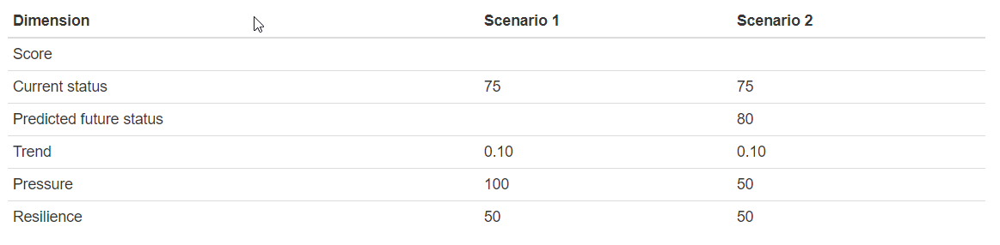 Dimension Scenario 1 Scenario 2
Score
Current status 75 75
Predicted future status 80
Trend 0.10 0.10
Pressure 100 50
Resilience 50 50